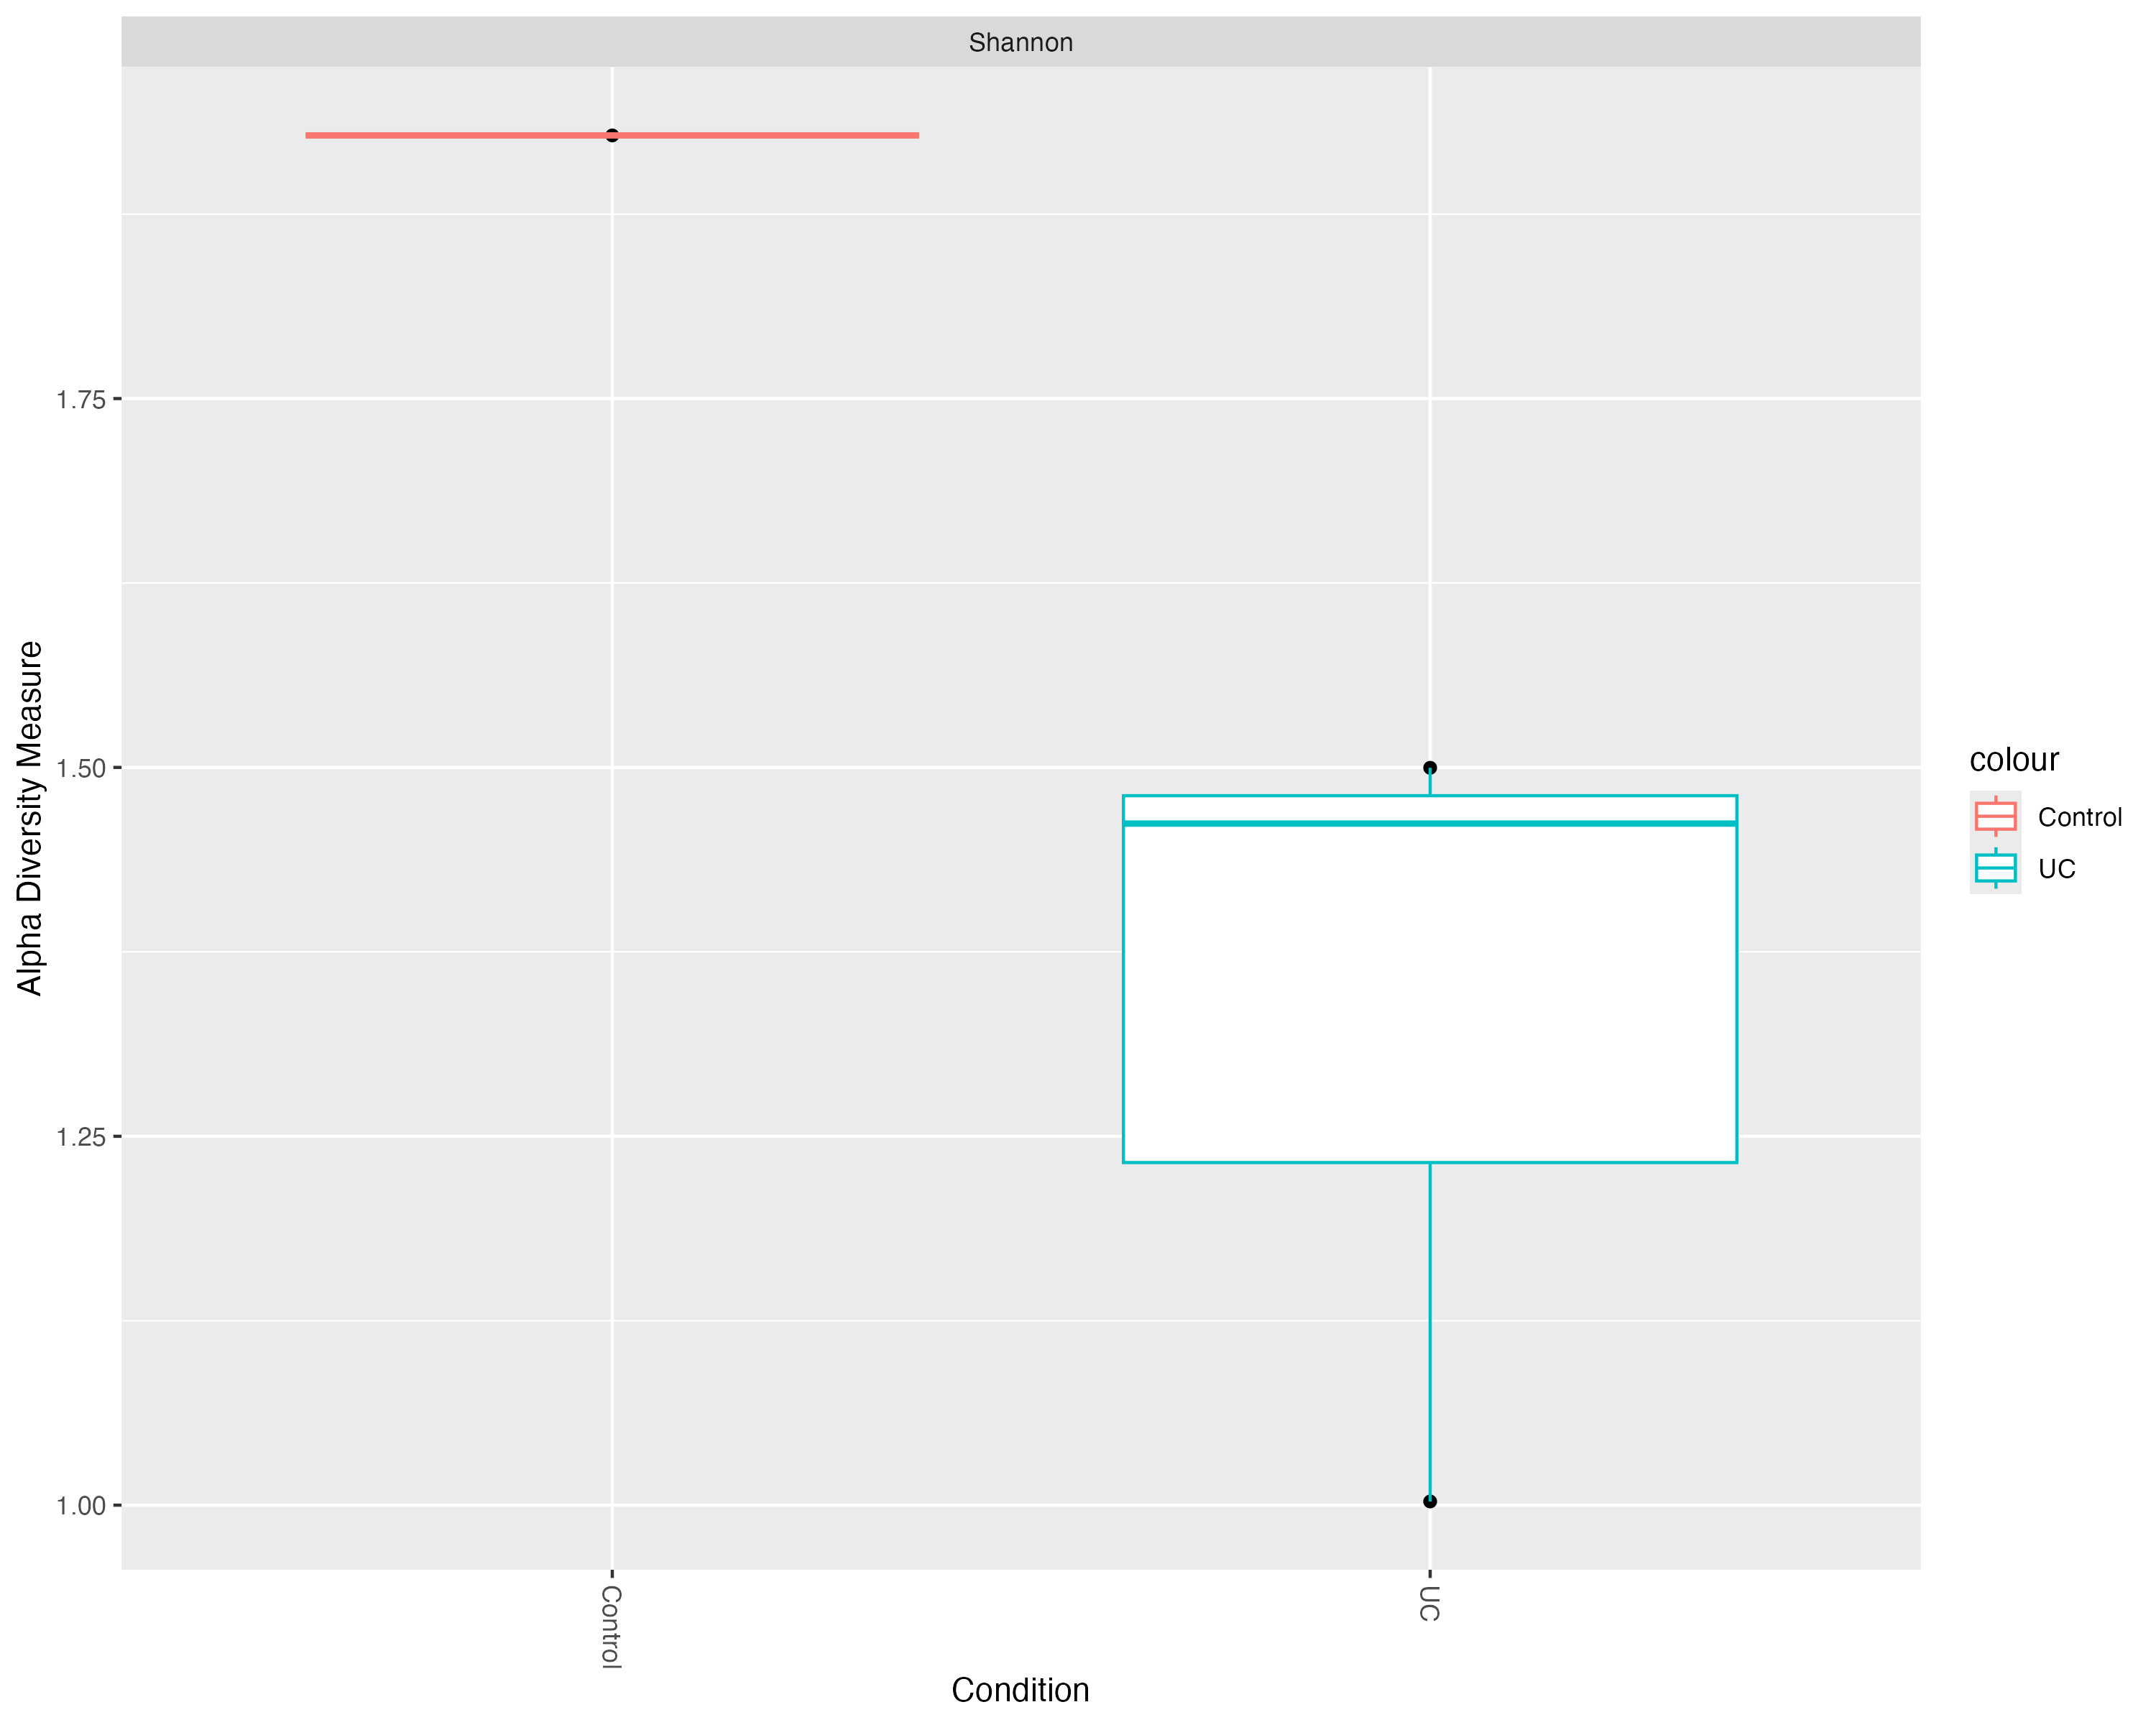 Shannon
Alpha Diversity Measure
1.75
1.50
1.25
1.00
Control
UC
Condition
colour
Control
UC